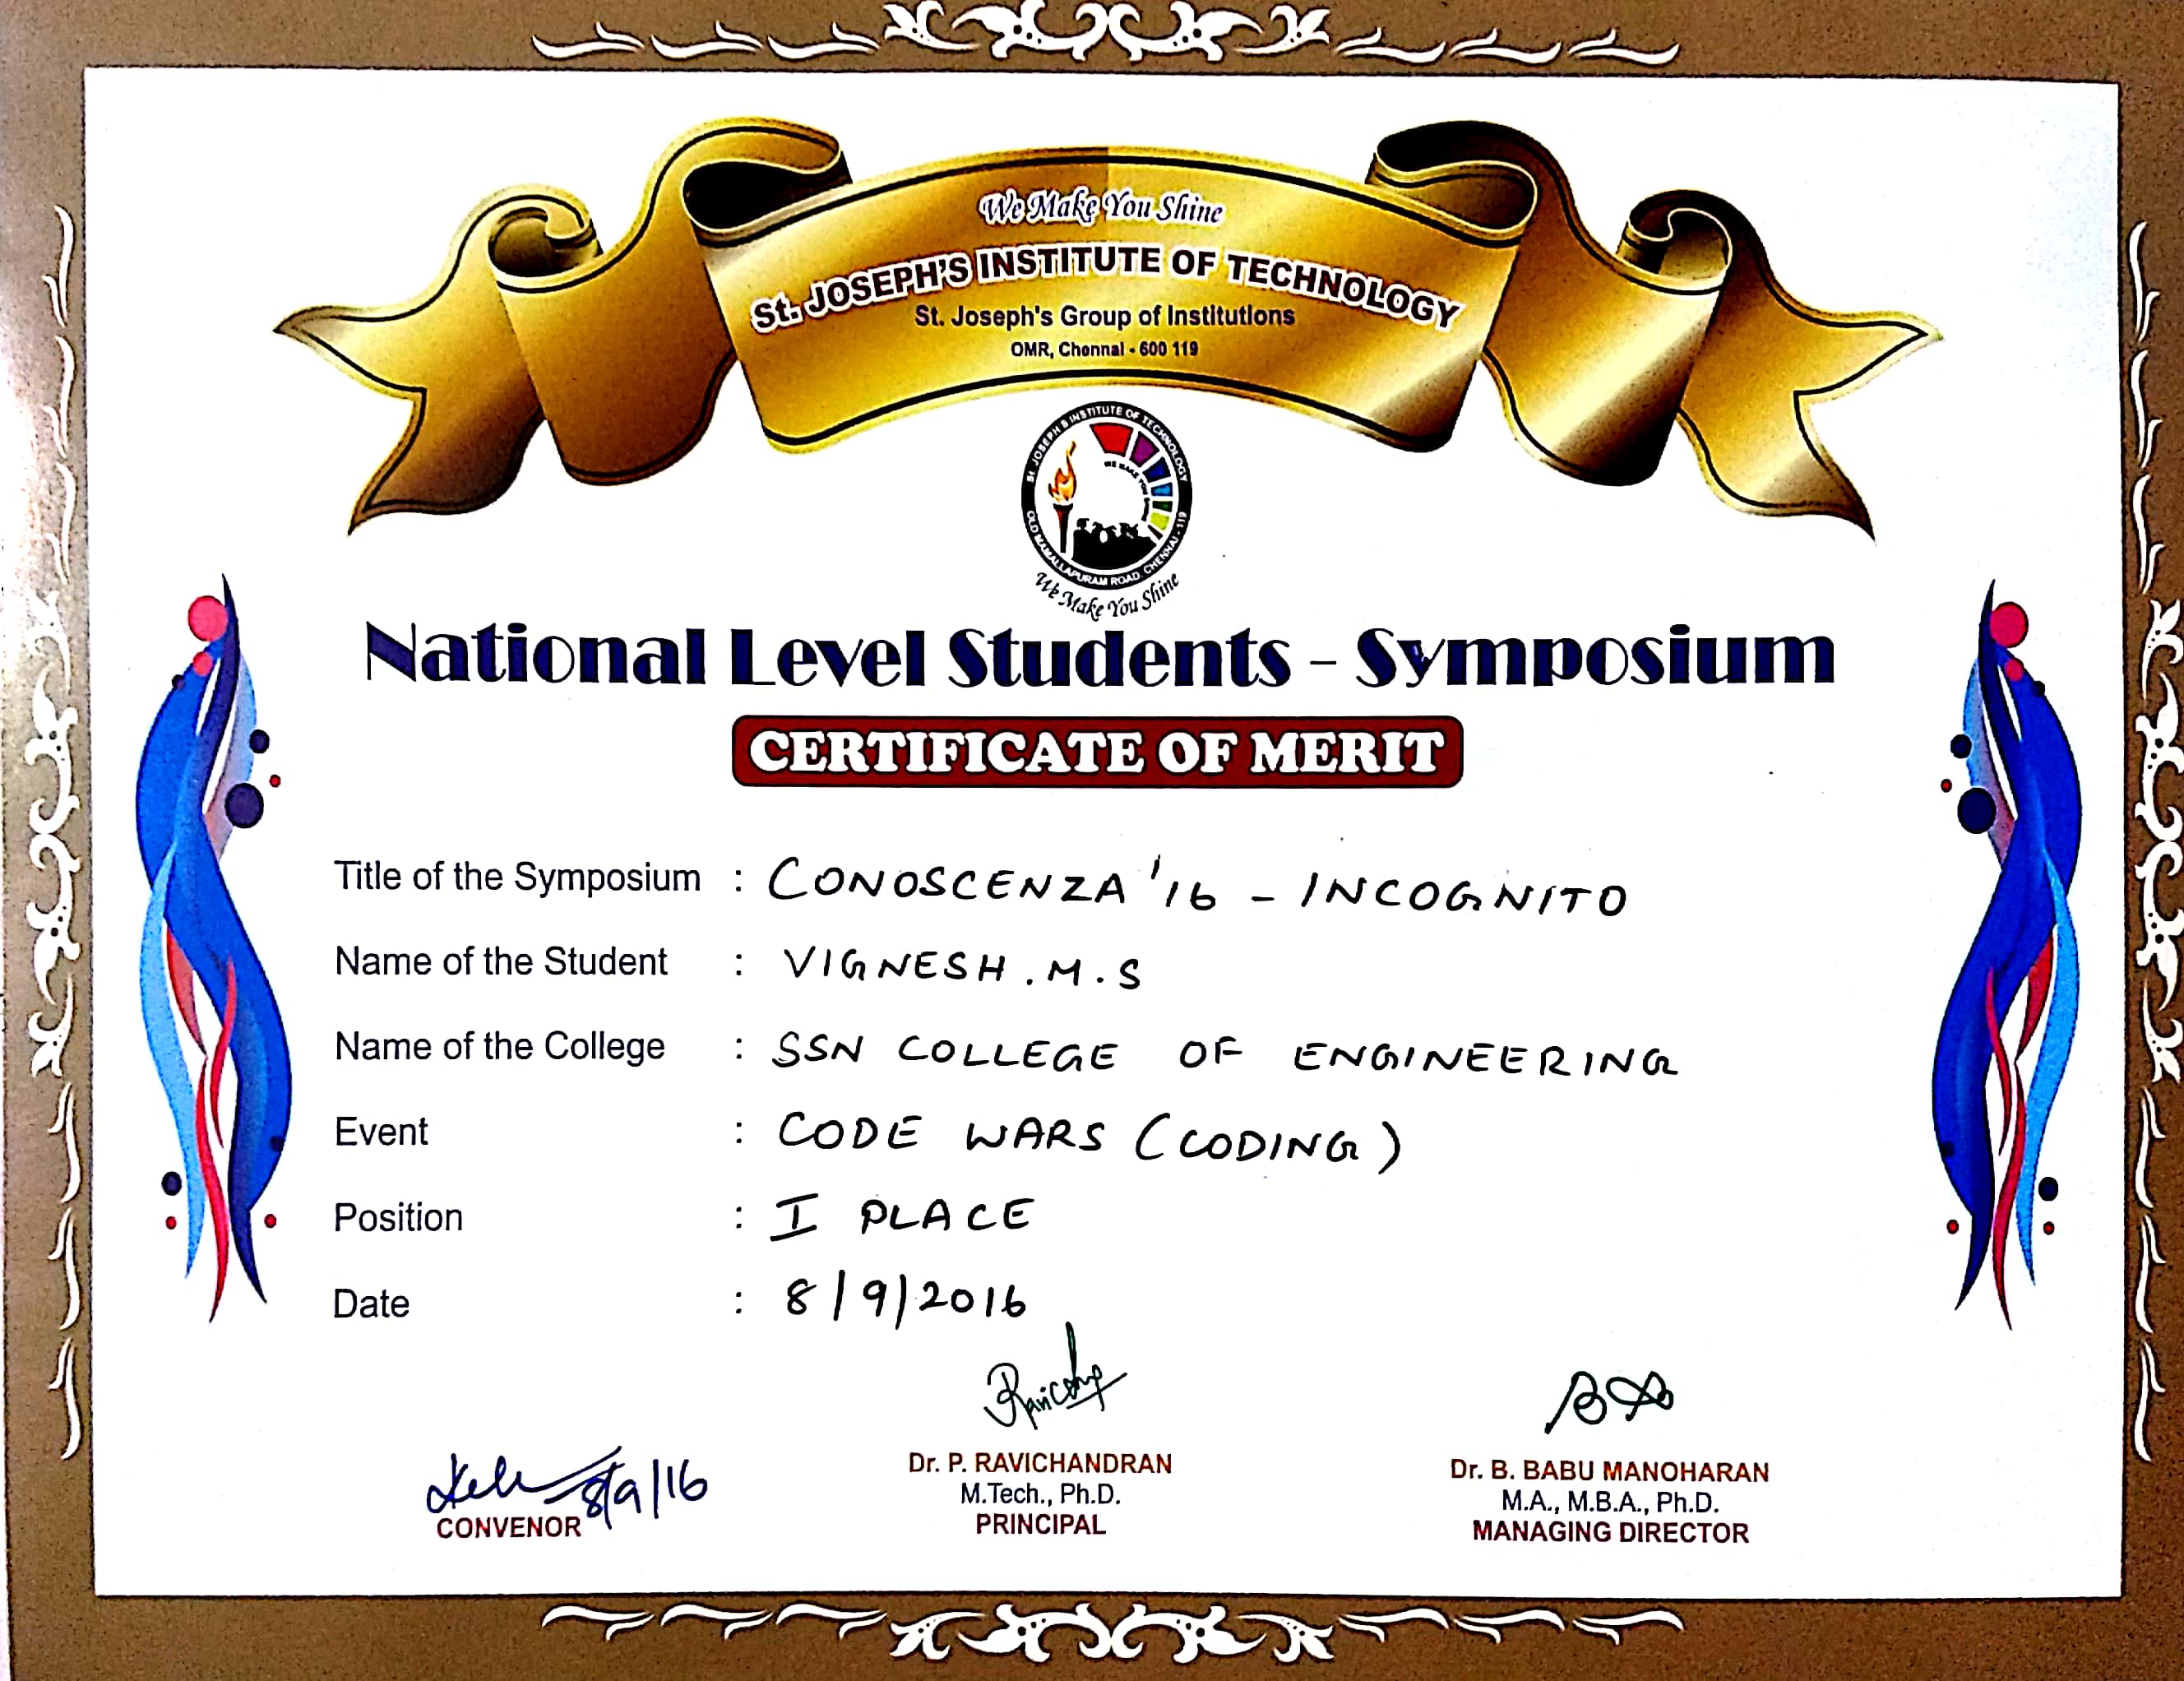 We Make You Shine
St. JOSEPH'S INSTITUTE OF TECHNOLOGY
St. Joseph's Group of Institutions
OMR, Chennai - 600 119
St. JOSEPH'S INSTITUTE OF TECHNOLOGY
WE MAKE YOU
OLD MAMALLAPURAM ROAD, CHENNAI - 119
We Make You Shine
National Level Students - Symposium
CERTIFICATE OF MERIT
Title of the Symposium : CONOSCENZA '16 - INCOGNITO
Name of the Student : VIGNESH.M.S
Name of the College : SSN COLLEGE OF ENGINEERING
Event : CODE WARS (CODING)
Position : I PLACE
Date : 8/9/2016
8/9/16
CONVENOR
Dr. P. RAVICHANDRAN
M.Tech., Ph.D.
PRINCIPAL
Dr. B. BABU MANOHARAN
M.A., M.B.A., Ph.D.
MANAGING DIRECTOR